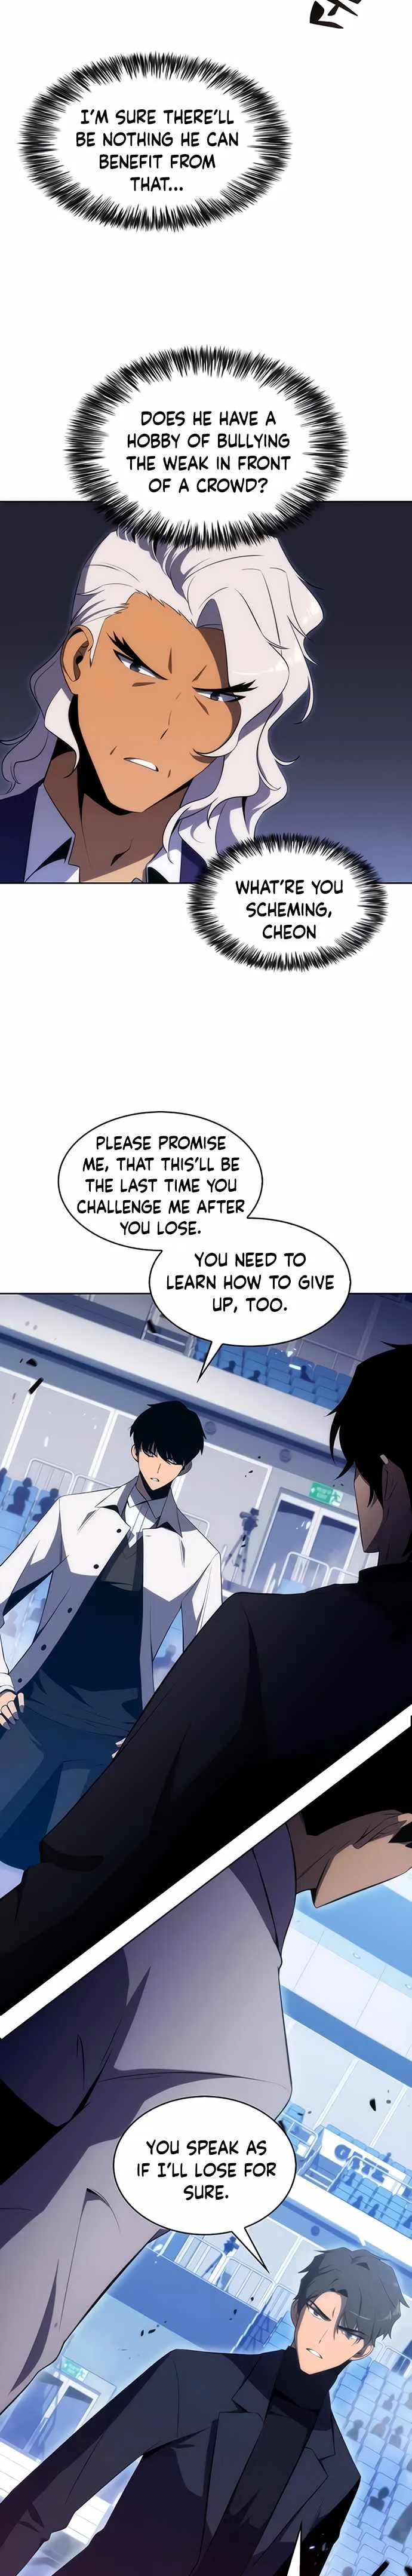 I'M SURE THERE'LL
BE NOTHING HE CAN
BENEFIT FROM
THAT...
DOES HE HAVE A
HOBBY OF BULLYING
THE WEAK IN FRONT
OF A CROWD?
WHAT'RE YOU
SCHEMING,
CHEON
PLEASE PROMISE
ME, THAT THIS'LL BE
THE LAST TIME YOU
CHALLENGE ME AFTER
YOU LOSE.
YOU NEED TO
LEARN HOW TO GIVE
UP, TOO.
YOU SPEAK AS
IF I'LL LOSE FOR
SURE.